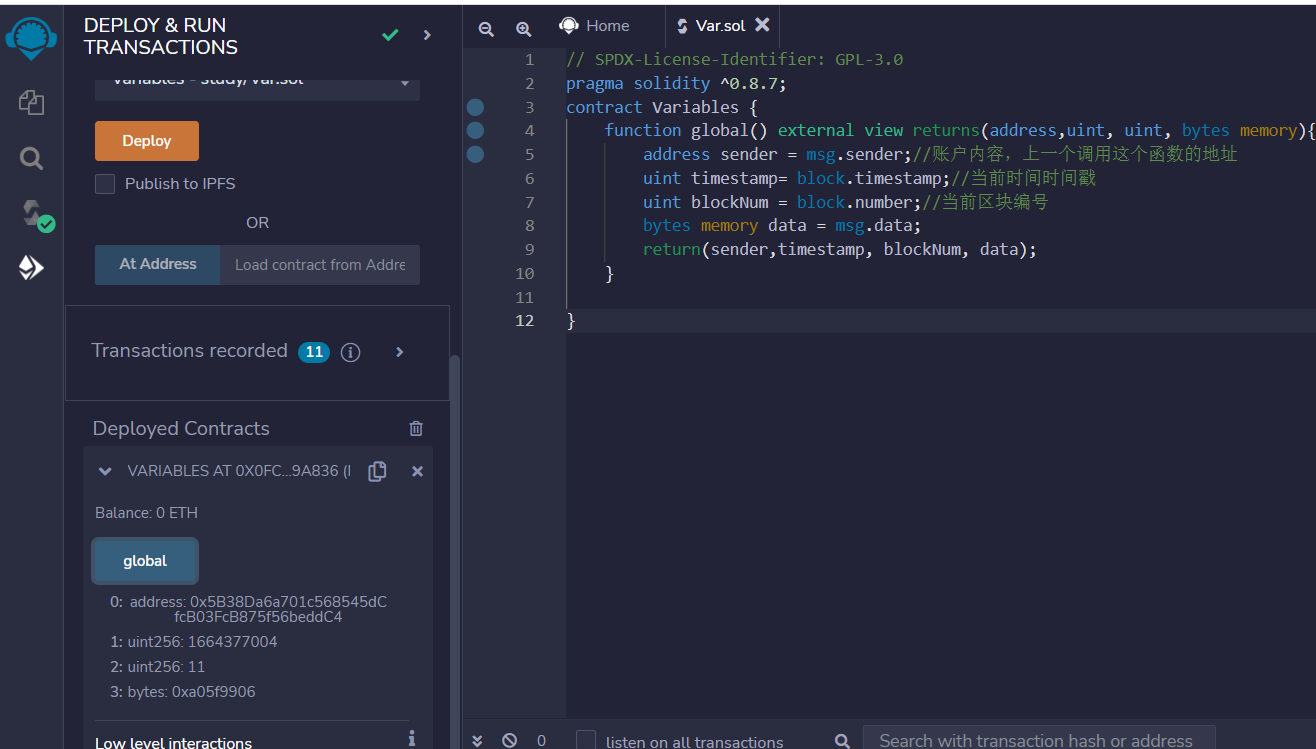 DEPLOY & RUN
TRANSACTIONS
Variables - study/Var.sol
Deploy
Publish to IPFS
OR
At Address
Load contract from Addre
Transactions recorded 11
Deployed Contracts
VARIABLES AT 0X0FC...9A836 (
Balance: 0 ETH
global
0: address: 0x5B38Da6a701c568545dC
fcB03FcB875f56beddC4
1: uint256: 1664377004
2: uint256: 11
3: bytes: 0xa05f9906
Low level interactions
Home
Var.sol
1 // SPDX-License-Identifier: GPL-3.0
2 pragma solidity ^0.8.7;
3 contract Variables {
4 function global() external view returns(address,uint, uint, bytes memory){
5 address sender = msg.sender;//账户内容，上一个调用这个函数的地址
6 uint timestamp= block.timestamp;//当前时间时间戳
7 uint blockNum = block.number;//当前区块编号
8 bytes memory data = msg.data;
9 return(sender,timestamp, blockNum, data);
10 }
11
12 }
0
listen on all transactions
Search with transaction hash or address